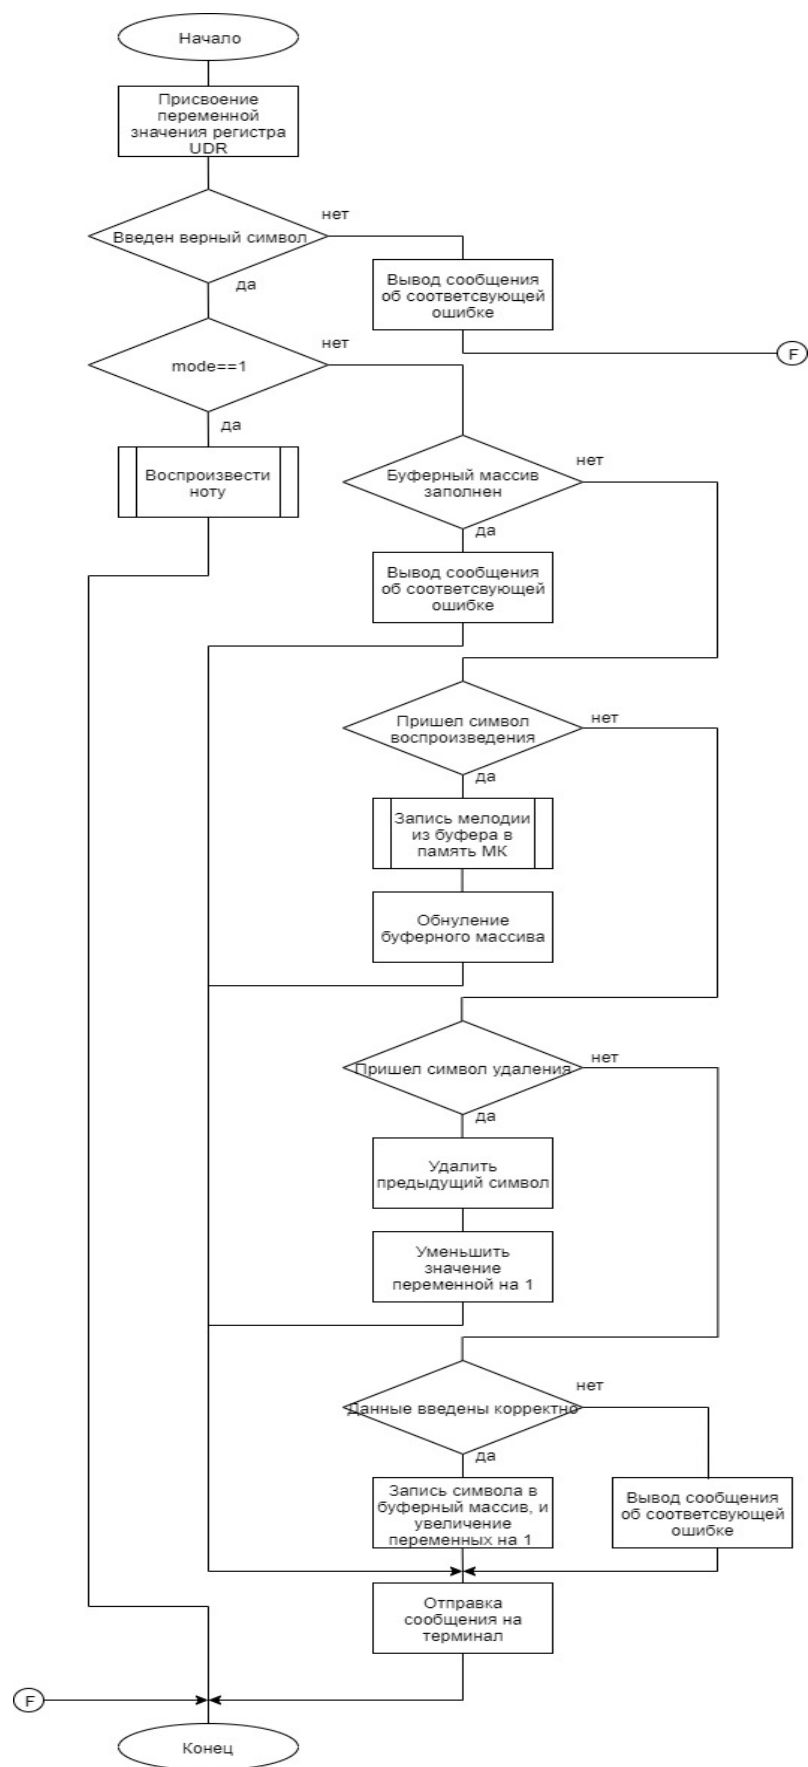 Начало
Присвоение
переменной
значения регистра
UDR
нет
Введен верный символ
да
Вывод сообщения
об соответсвующей
ошибке
F
нет
mode==1
да
Воспроизвести
ноту
нет
Буферный массив
заполнен
да
Вывод сообщения
об соответсвующей
ошибке
Пришел символ
воспроизведения
нет
да
Запись мелодии
из буфера в
память МК
Обнуление
буферного массива
нет
Пришел символ удаления
да
Удалить
предыдущий символ
Уменьшить
значение
переменной на 1
нет
Данные введены корректно
да
Запись символа в
буферный массив, и
увеличение
переменных на 1
Вывод сообщения
об соответсвующей
ошибке
Отправка
сообщения на
терминал
F
Конец